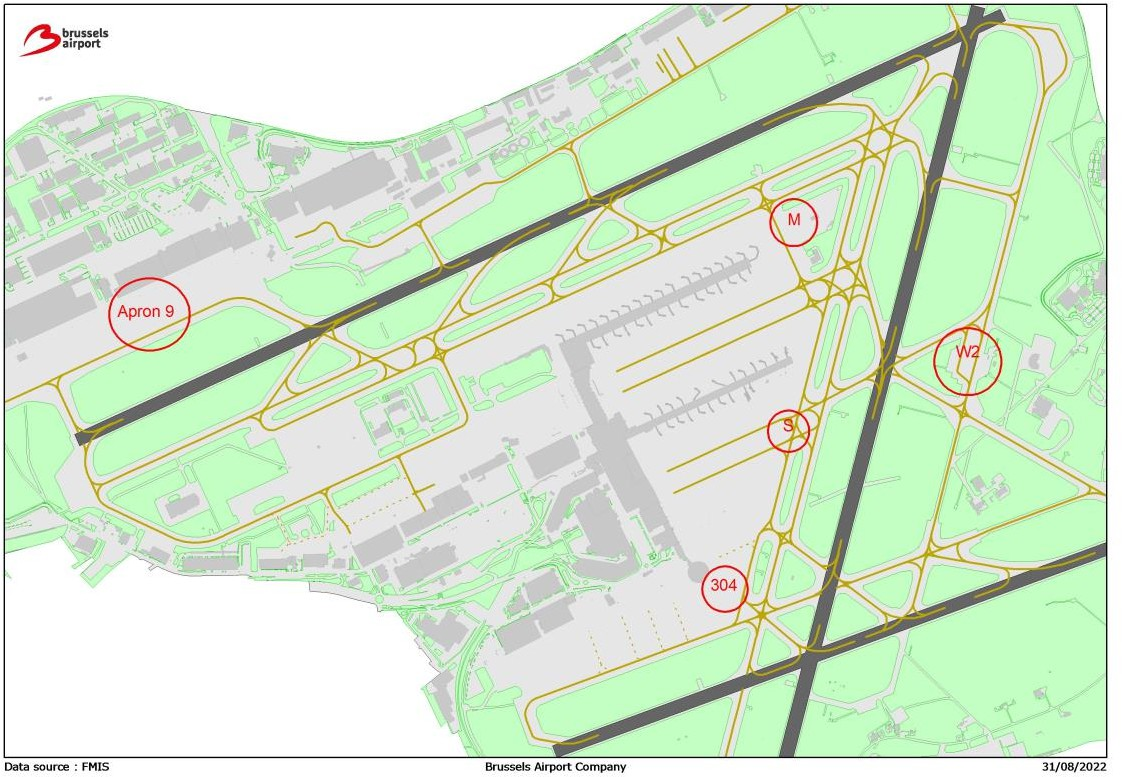 brussels
airport
M
Apron 9
W2
S
304
Data source : FMIS
Brussels Airport Company
31/08/2022